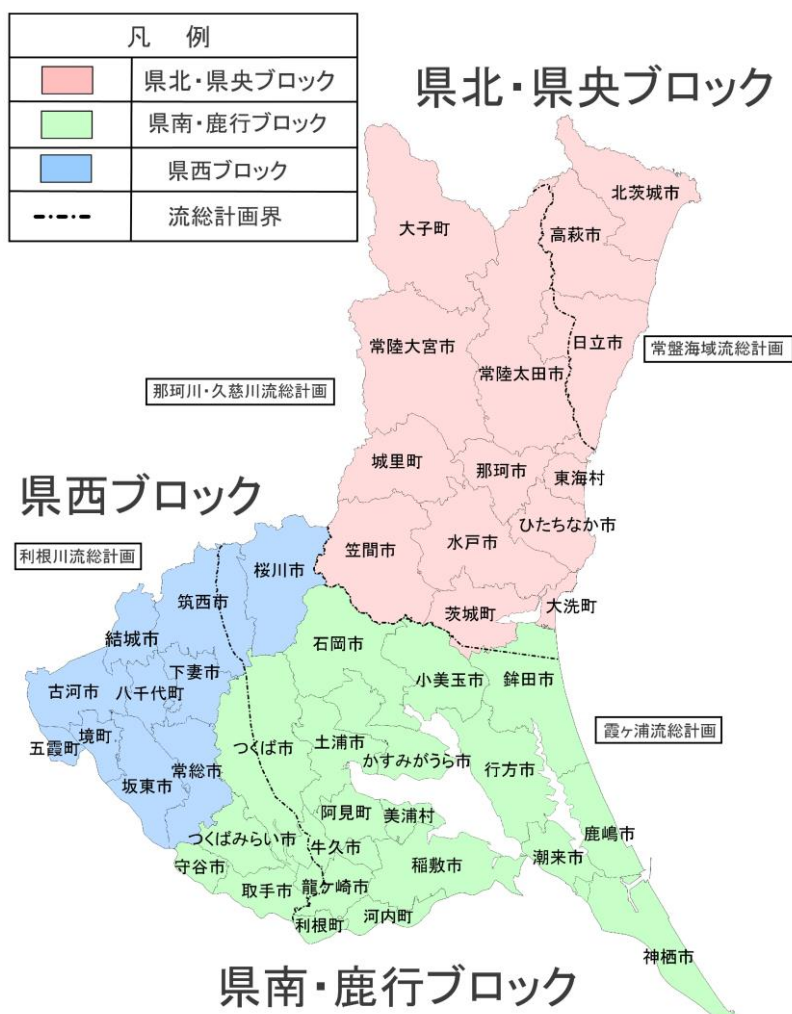 凡 例
県北・県央ブロック
県南・鹿行ブロック
県西ブロック
流総計画界
県北・県央ブロック
北茨城市
大子町
高萩市
日立市
常陸大宮市
常盤海域流総計画
常陸太田市
那珂川・久慈川流総計画
城里町
那珂市
東海村
県西ブロック
ひたちなか市
笠間市
水戸市
利根川流総計画
桜川市
筑西市
茨城町
大洗町
結城市
石岡市
下妻市
小美玉市
鉾田市
古河市
八千代町
境町
五霞町
つくば市
土浦市
かすみがうら市
霞ヶ浦流総計画
常総市
坂東市
行方市
阿見町
美浦村
鹿嶋市
つくばみらい市
牛久市
潮来市
守谷市
稲敷市
取手市
龍ケ崎市
利根町
河内町
神栖市
県南・鹿行ブロック